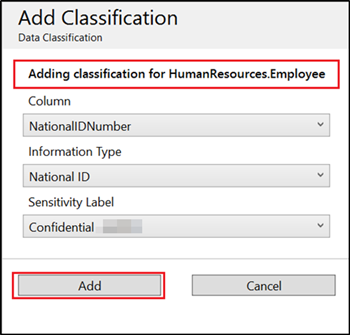 Add Classification
Data Classification
Adding classification for HumanResources.Employee
Column
NationalIDNumber
Information Type
National ID
Sensitivity Label
Confidential
Add
Cancel